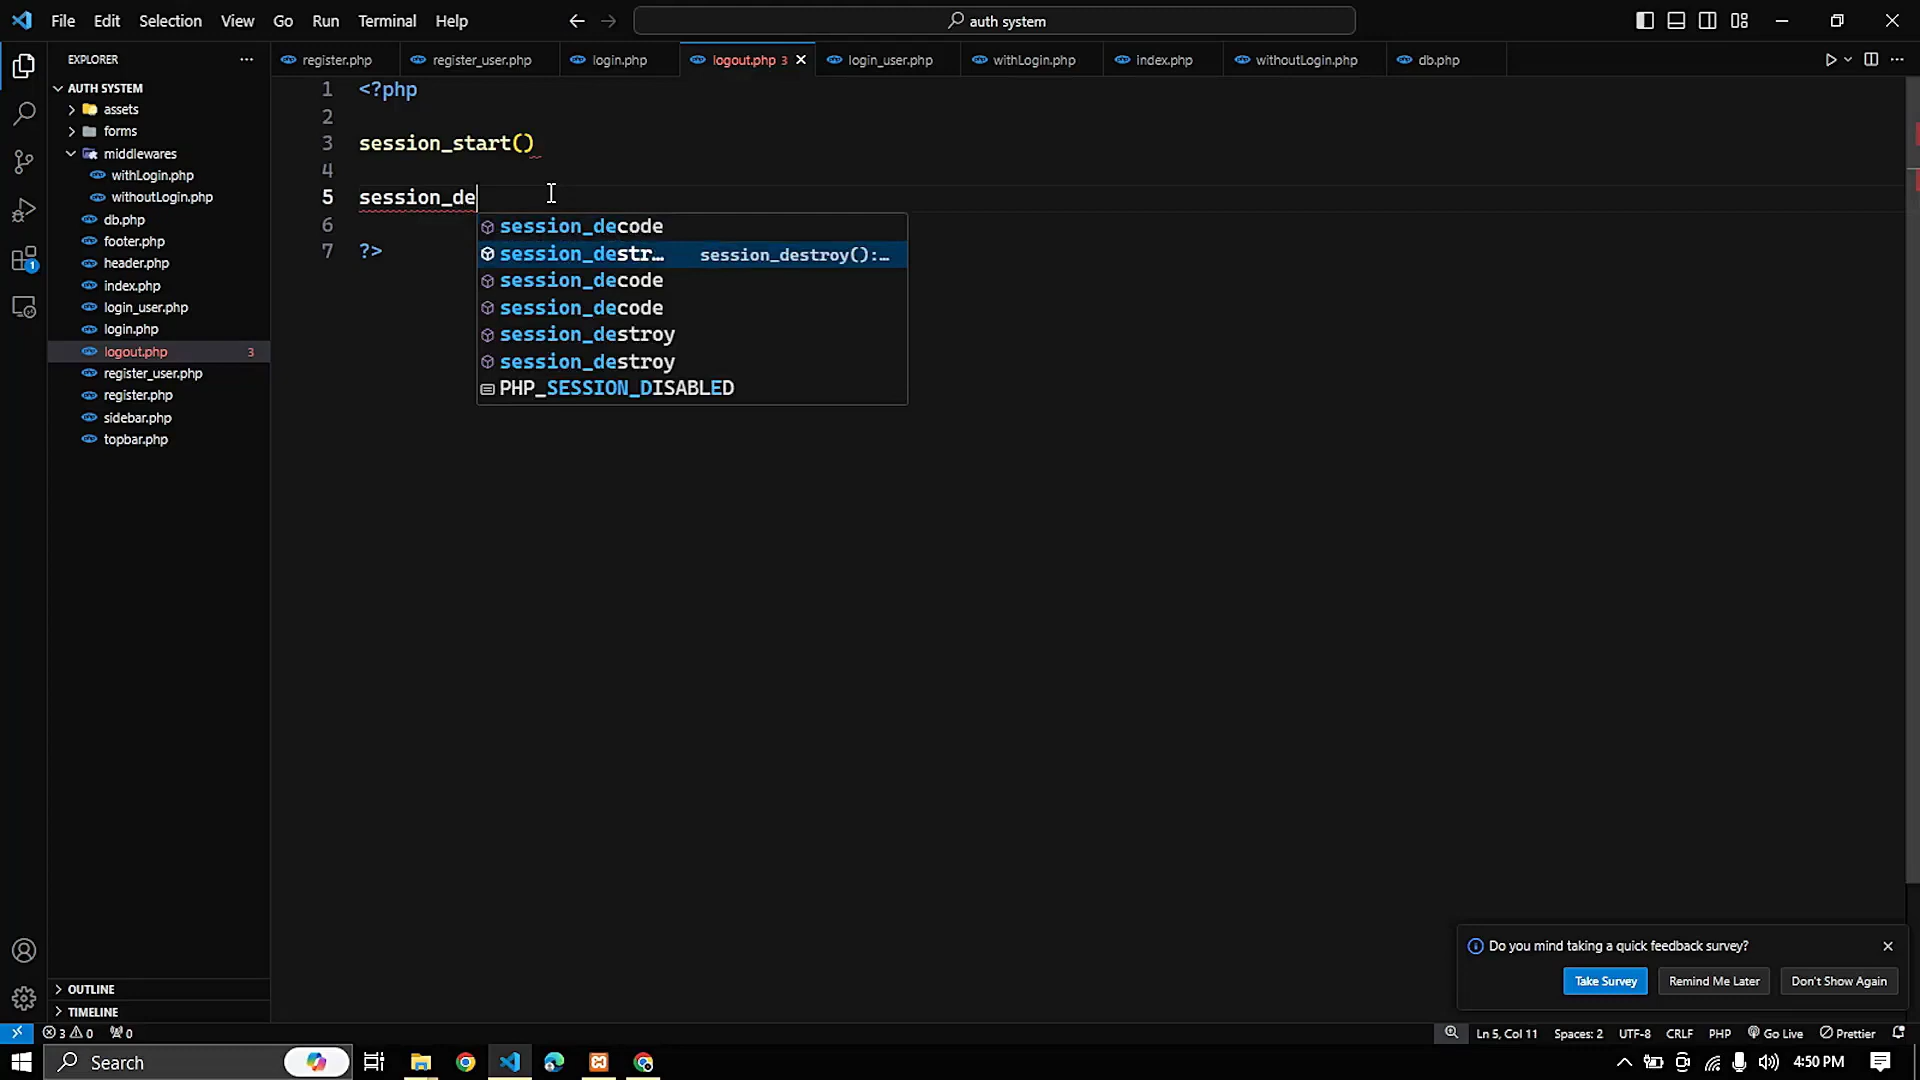 File Edit Selection View Go Run Terminal Help
auth system
EXPLORER
register.php
register_user.php
login.php
logout.php 3
login_user.php
withLogin.php
index.php
withoutLogin.php
db.php
AUTH SYSTEM
assets
forms
middlewares
withLogin.php
withoutLogin.php
db.php
footer.php
header.php
index.php
login_user.php
login.php
logout.php 3
register_user.php
register.php
sidebar.php
topbar.php
1
OUTLINE
TIMELINE
1 <?php
2
3 session_start()
4
5 session_de
6
7 ?>
session_decode
session_destr… session_destroy():…
session_decode
session_decode
session_destroy
session_destroy
PHP_SESSION_DISABLED
Do you mind taking a quick feedback survey?
Take Survey Remind Me Later Don't Show Again
3 0 0
Ln 5, Col 11 Spaces: 2 UTF-8 CRLF PHP Go Live Prettier
Search
4:50 PM